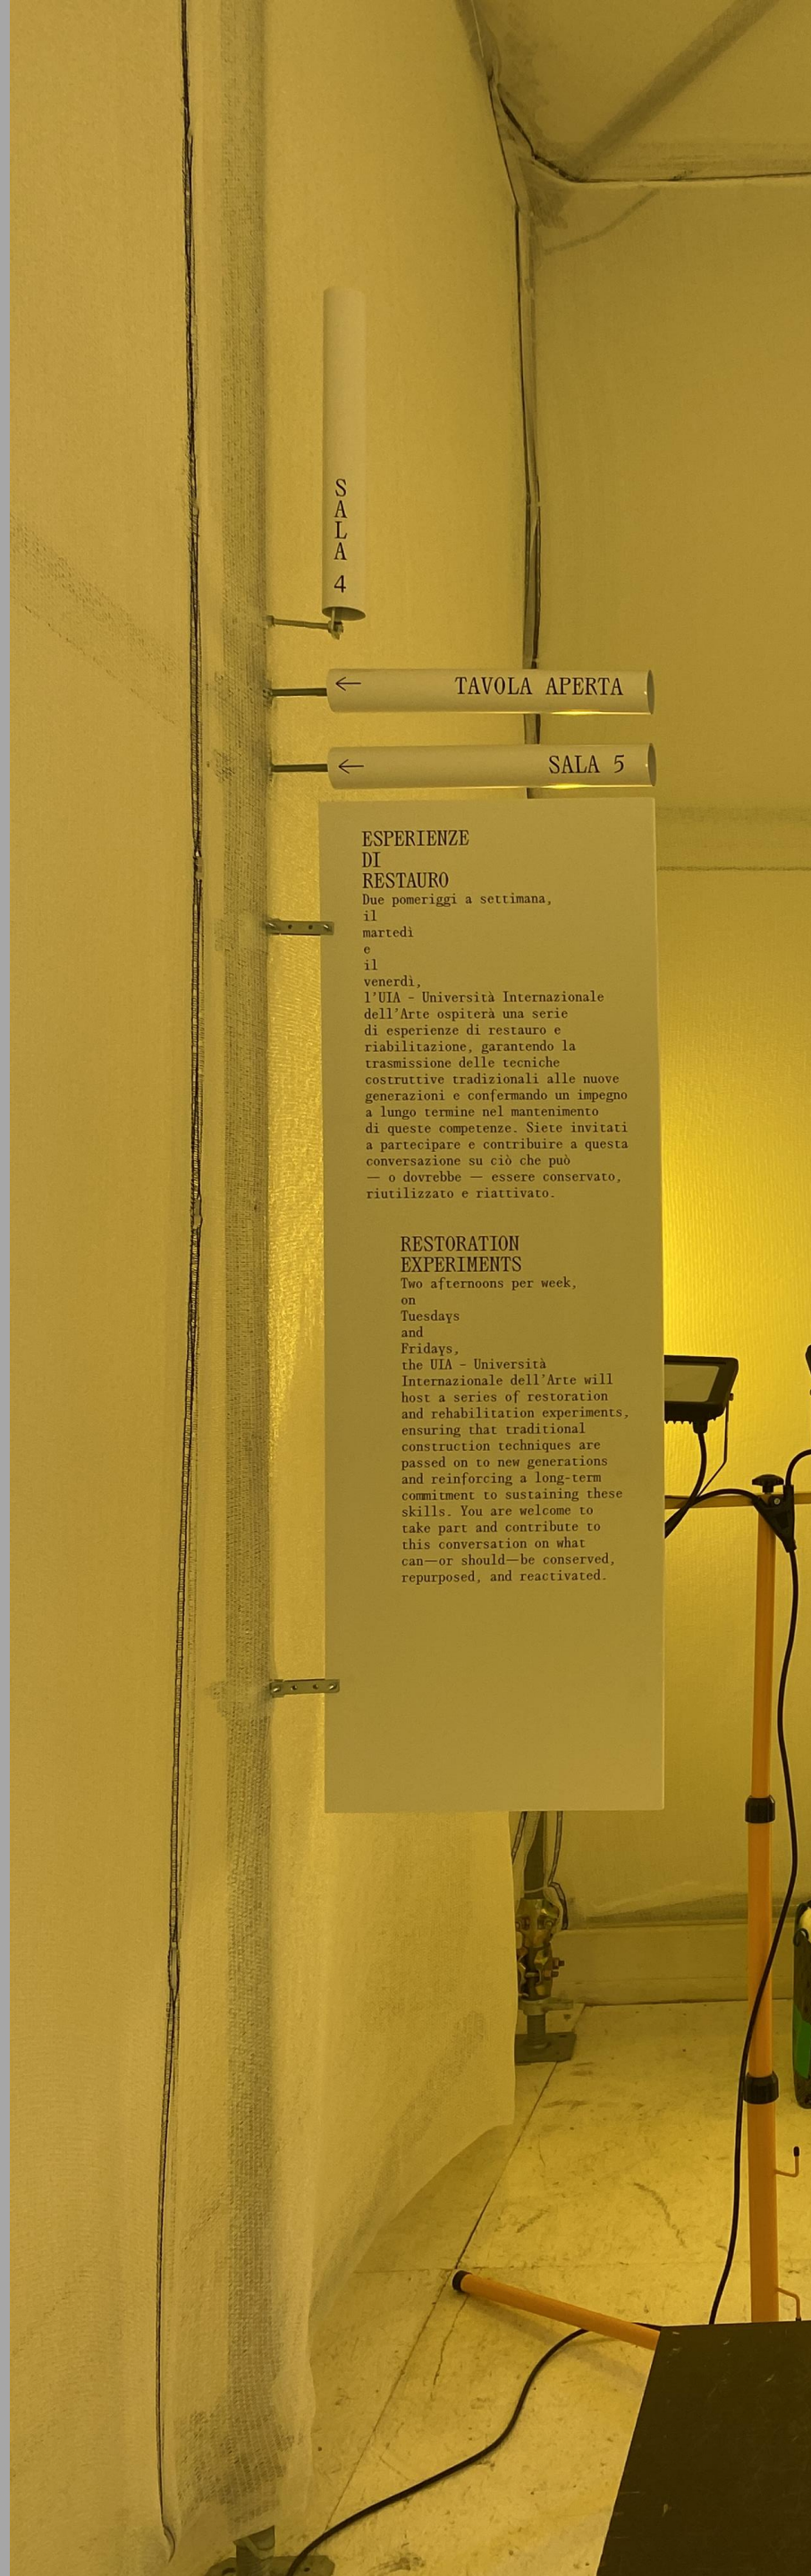 SALA 4
← TAVOLA APERTA
← SALA 5
ESPERIENZE
DI
RESTAURO
Due pomeriggi a settimana,
il
martedì
e
il
venerdì,
l'UIA – Università Internazionale
dell'Arte ospiterà una serie
di esperienze di restauro e
riabilitazione, garantendo la
trasmissione delle tecniche
costruttive tradizionali alle nuove
generazioni e confermando un impegno
a lungo termine nel mantenimento
di queste competenze. Siete invitati
a partecipare e contribuire a questa
conversazione su ciò che può
— o dovrebbe — essere conservato,
riutilizzato e riattivato.
RESTORATION
EXPERIMENTS
Two afternoons per week,
on
Tuesdays
and
Fridays,
the UIA – Università
Internazionale dell'Arte will
host a series of restoration
and rehabilitation experiments,
ensuring that traditional
construction techniques are
passed on to new generations
and reinforcing a long-term
commitment to sustaining these
skills. You are welcome to
take part and contribute to
this conversation on what
can—or should—be conserved,
repurposed, and reactivated.